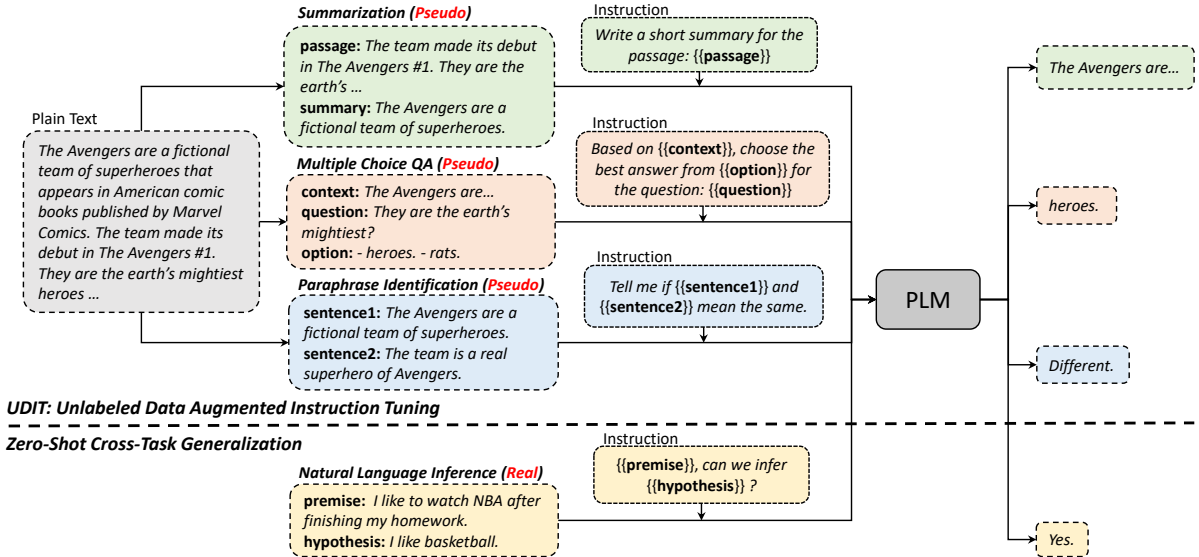 Summarization (Pseudo)
passage: The team made its debut
in The Avengers #1. They are the
earth's …
summary: The Avengers are a
fictional team of superheroes.
Instruction
Write a short summary for the
passage: {{passage}}
The Avengers are…
Plain Text
The Avengers are a fictional
team of superheroes that
appears in American comic
books published by Marvel
Comics. The team made its
debut in The Avengers #1.
They are the earth's mightiest
heroes …
Multiple Choice QA (Pseudo)
context: The Avengers are…
question: They are the earth's
mightiest?
option: - heroes. - rats.
Instruction
Based on {{context}}, choose the
best answer from {{option}} for
the question: {{question}}
heroes.
Paraphrase Identification (Pseudo)
sentence1: The Avengers are a
fictional team of superheroes.
sentence2: The team is a real
superhero of Avengers.
Instruction
Tell me if {{sentence1}} and
{{sentence2}} mean the same.
PLM
Different.
UDIT: Unlabeled Data Augmented Instruction Tuning
Zero-Shot Cross-Task Generalization
Natural Language Inference (Real)
premise: I like to watch NBA after
finishing my homework.
hypothesis: I like basketball.
Instruction
{{premise}}, can we infer
{{hypothesis}} ?
Yes.